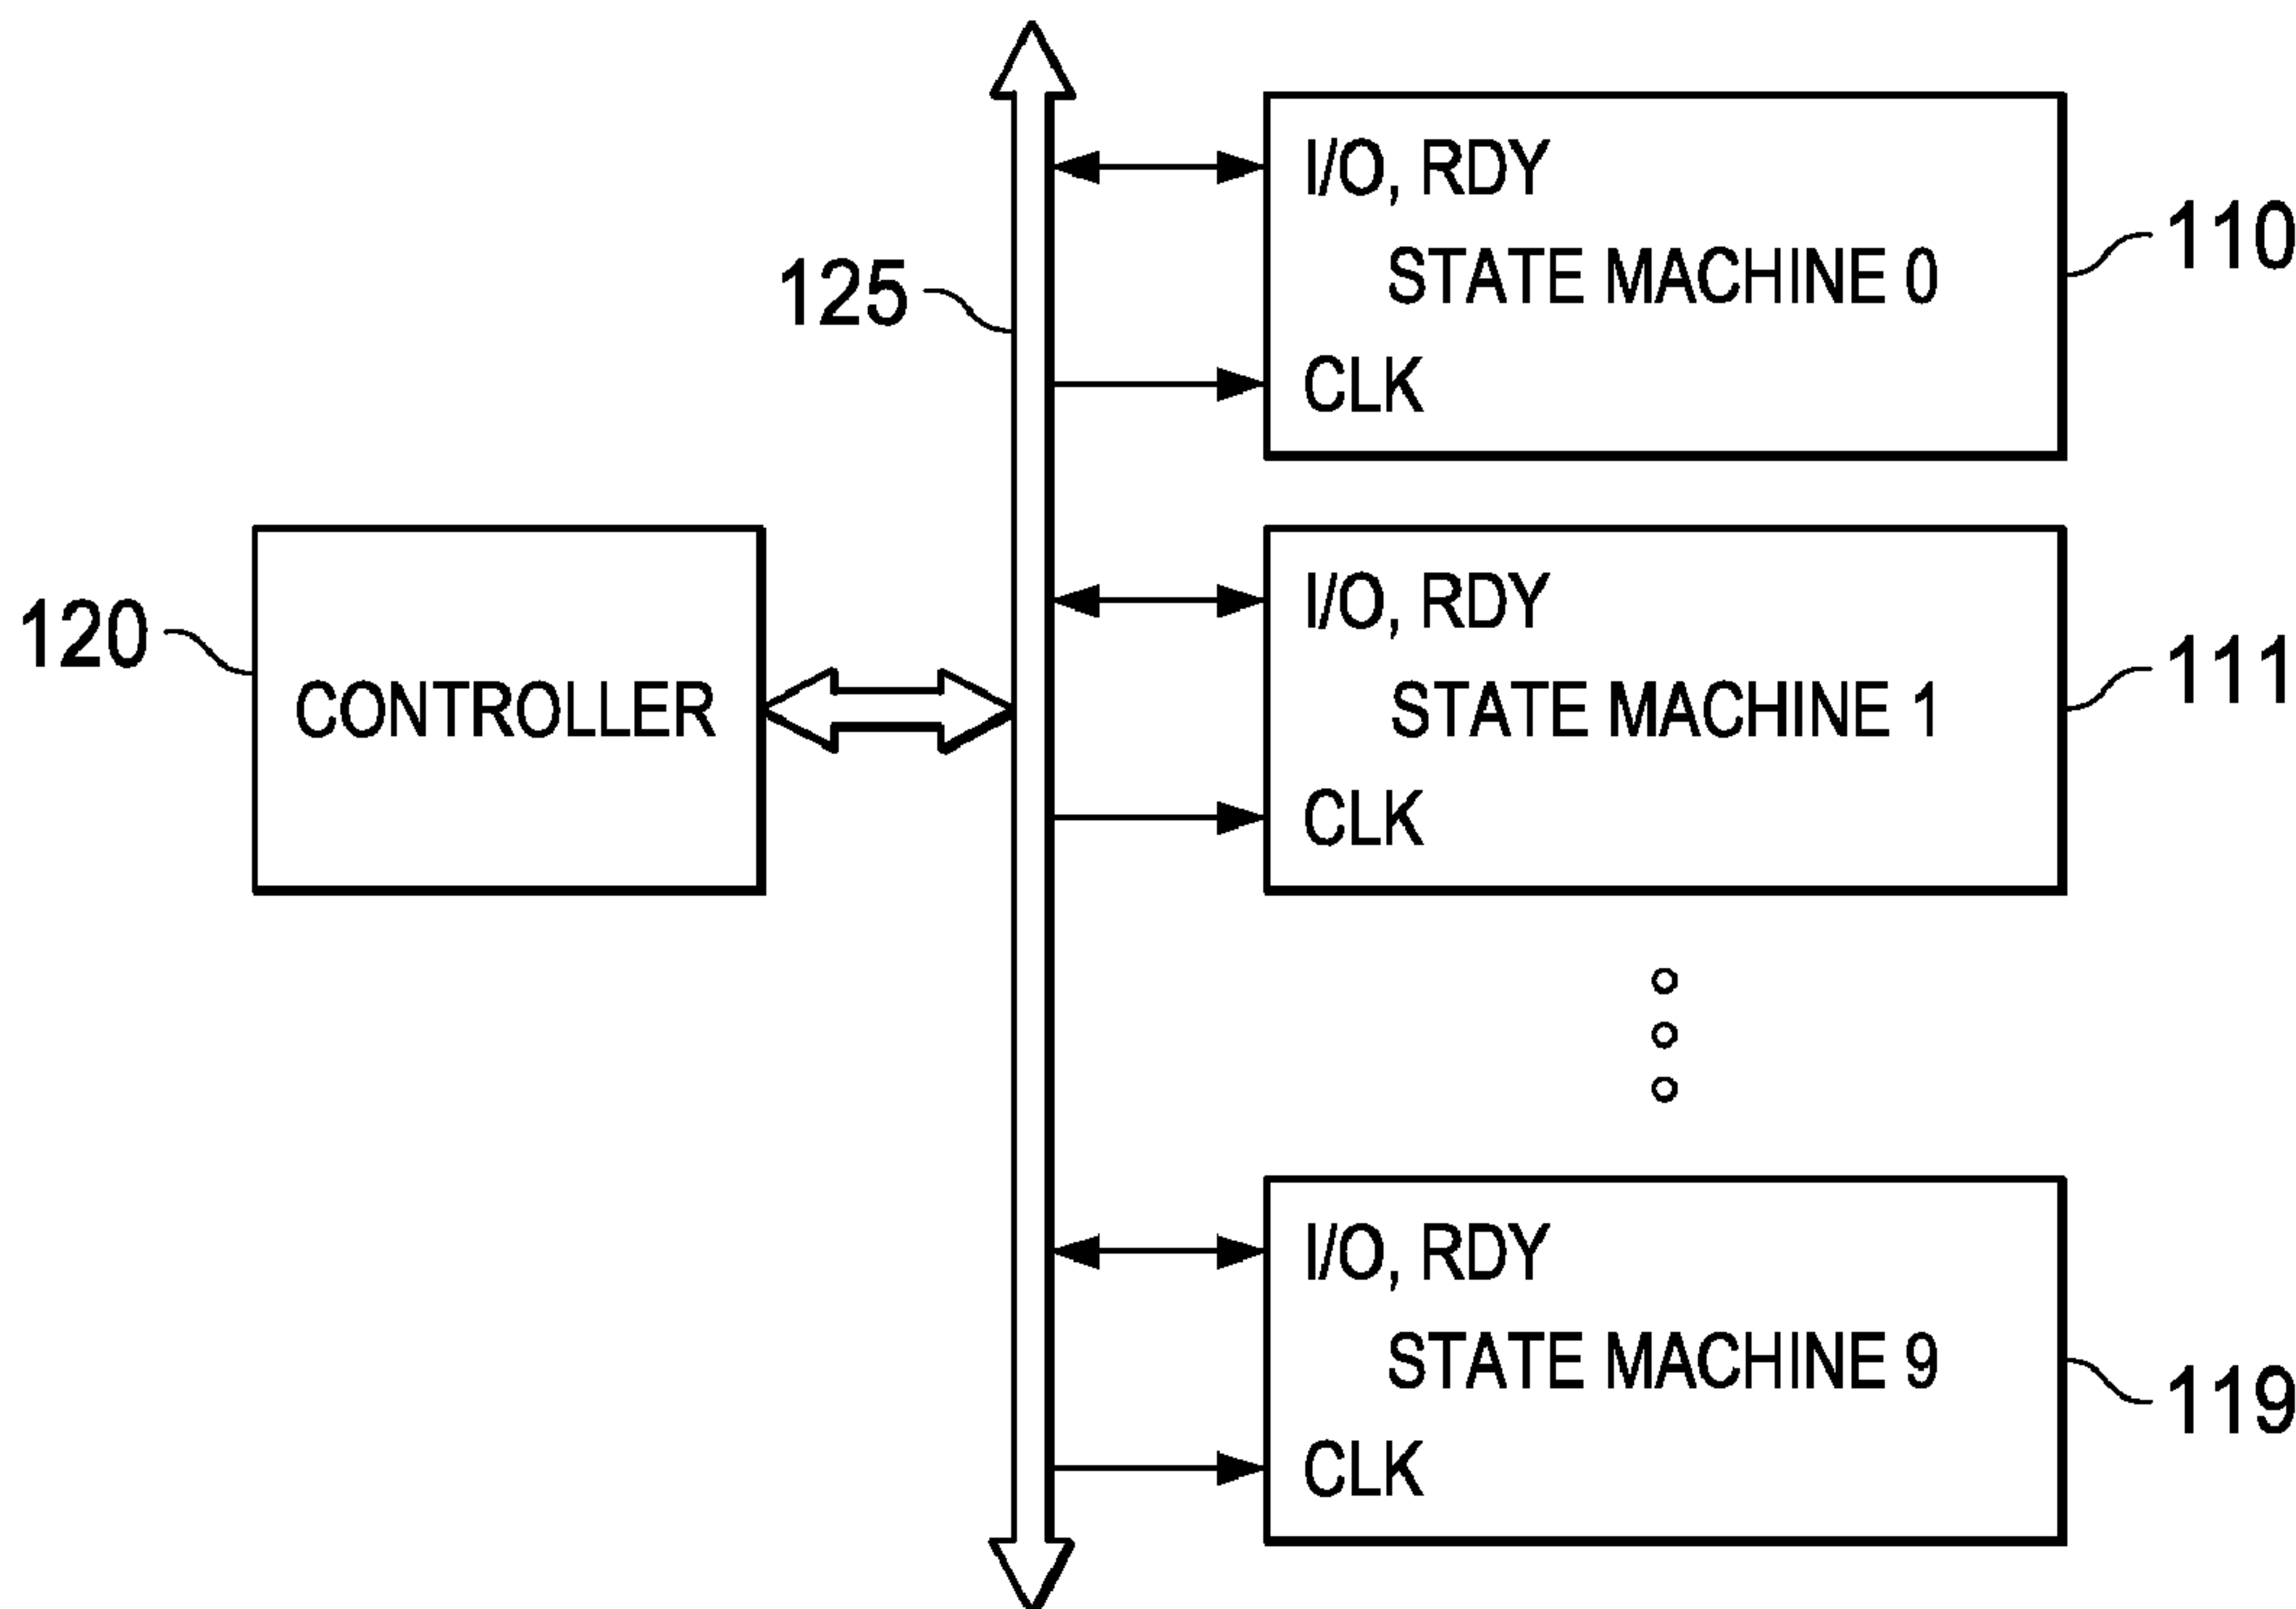 I/O, RDY
STATE MACHINE 0
110
125
CLK
I/O, RDY
120
CONTROLLER
STATE MACHINE 1
111
CLK
I/O, RDY
STATE MACHINE 9
119
CLK